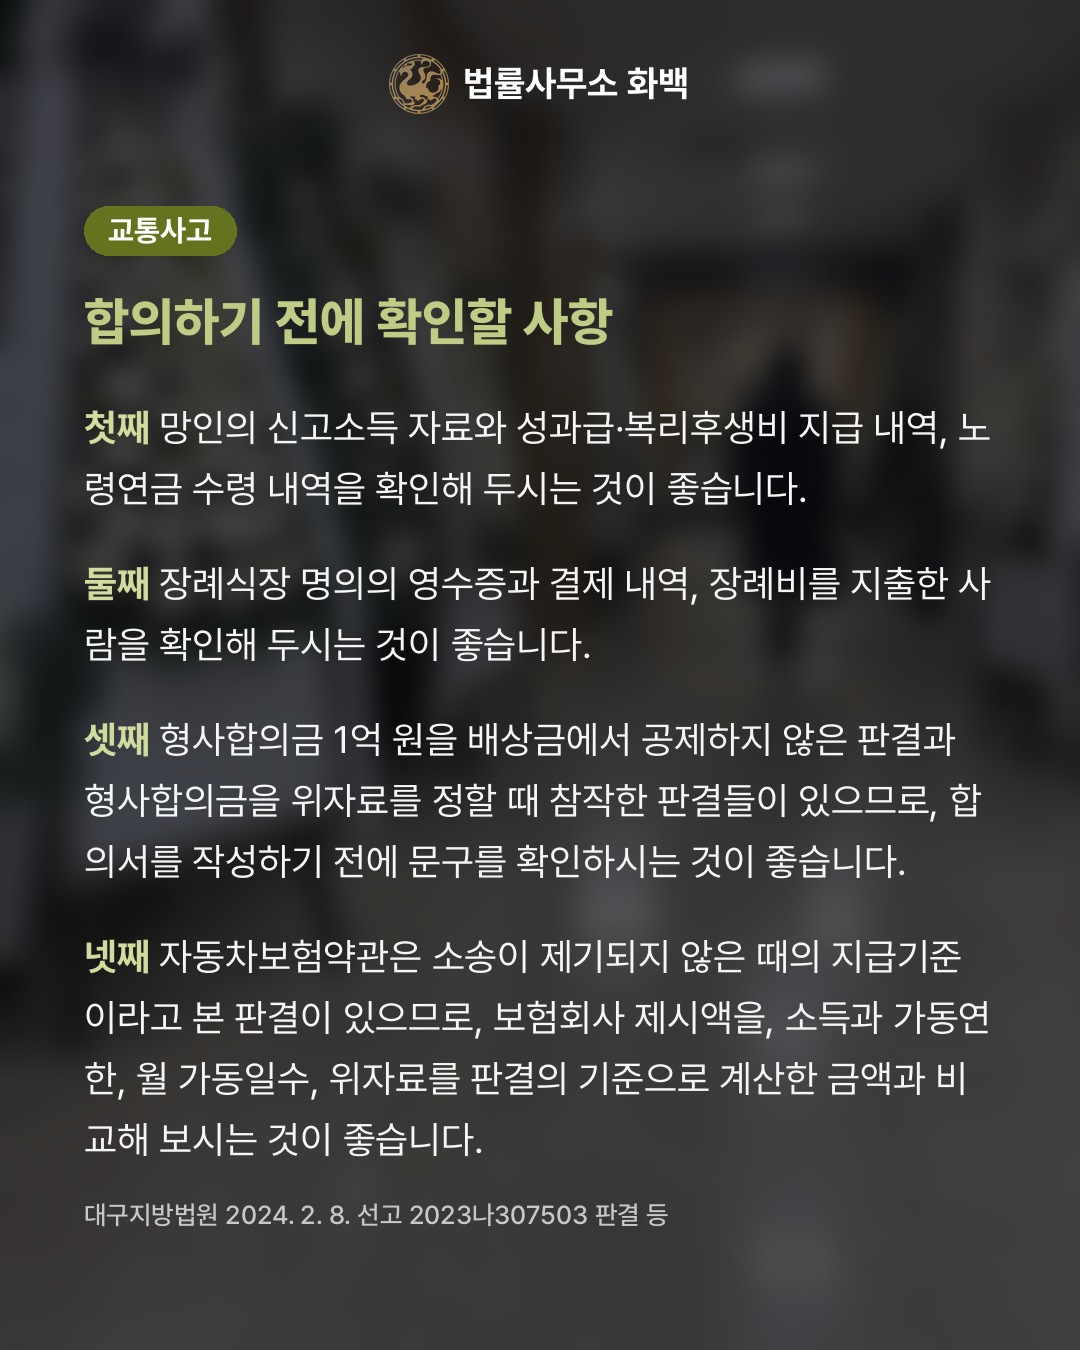 법률사무소 화백
교통사고
합의하기 전에 확인할 사항
첫째 망인의 신고소득 자료와 성과급·복리후생비 지급 내역, 노
령연금 수령 내역을 확인해 두시는 것이 좋습니다.
둘째 장례식장 명의의 영수증과 결제 내역, 장례비를 지출한 사
람을 확인해 두시는 것이 좋습니다.
셋째 형사합의금 1억 원을 배상금에서 공제하지 않은 판결과
형사합의금을 위자료를 정할 때 참작한 판결들이 있으므로, 합
의서를 작성하기 전에 문구를 확인하시는 것이 좋습니다.
넷째 자동차보험약관은 소송이 제기되지 않은 때의 지급기준
이라고 본 판결이 있으므로, 보험회사 제시액을, 소득과 가동연
한, 월 가동일수, 위자료를 판결의 기준으로 계산한 금액과 비
교해 보시는 것이 좋습니다.
대구지방법원 2024. 2. 8. 선고 2023나307503 판결 등